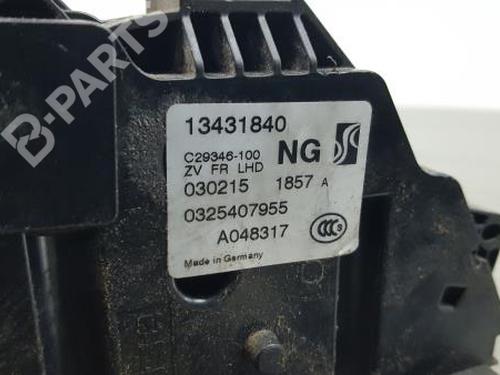 B-PARTS
13431840
C29346-100 NG
ZV FR LHD
030215 1857 A
0325407955
A048317
Made in Germany